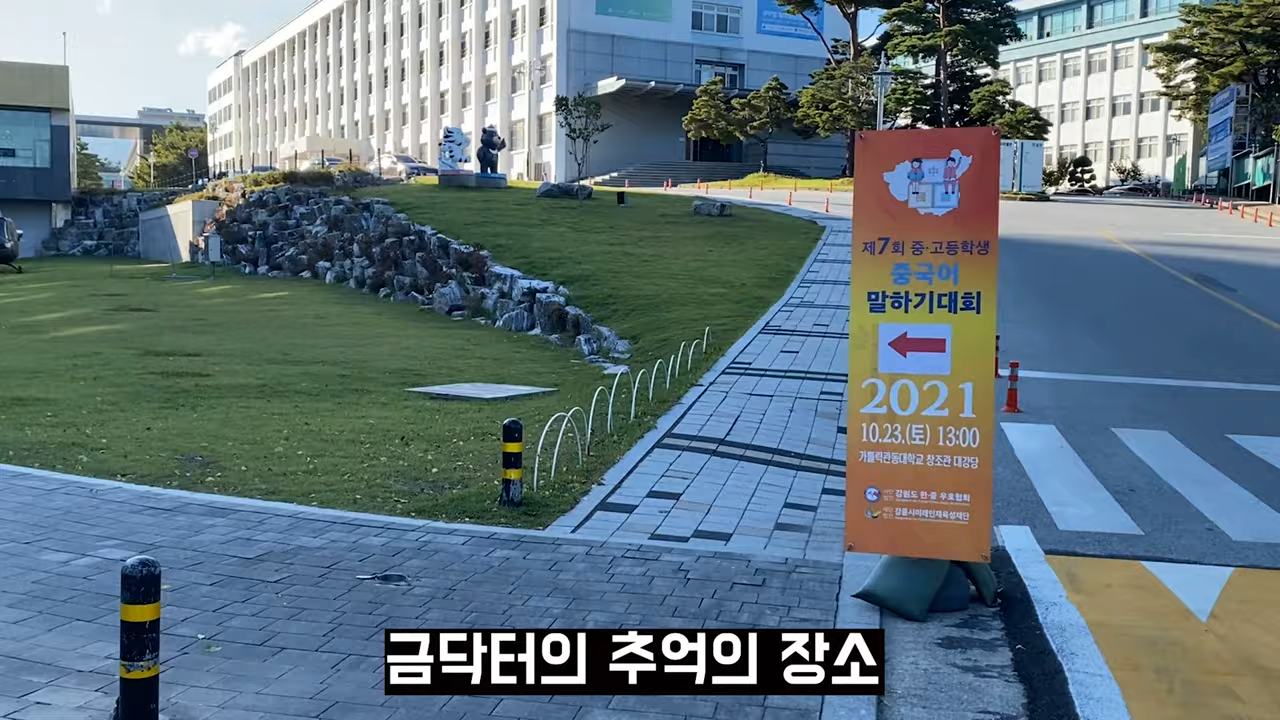 제7회 중·고등학생
중국어
말하기대회
2021
10.23.(토) 13:00
가톨릭관동대학교 창조관 대강당
강원도 한·중 우호협회
강릉시미래인재육성재단
금닥터의 추억의 장소